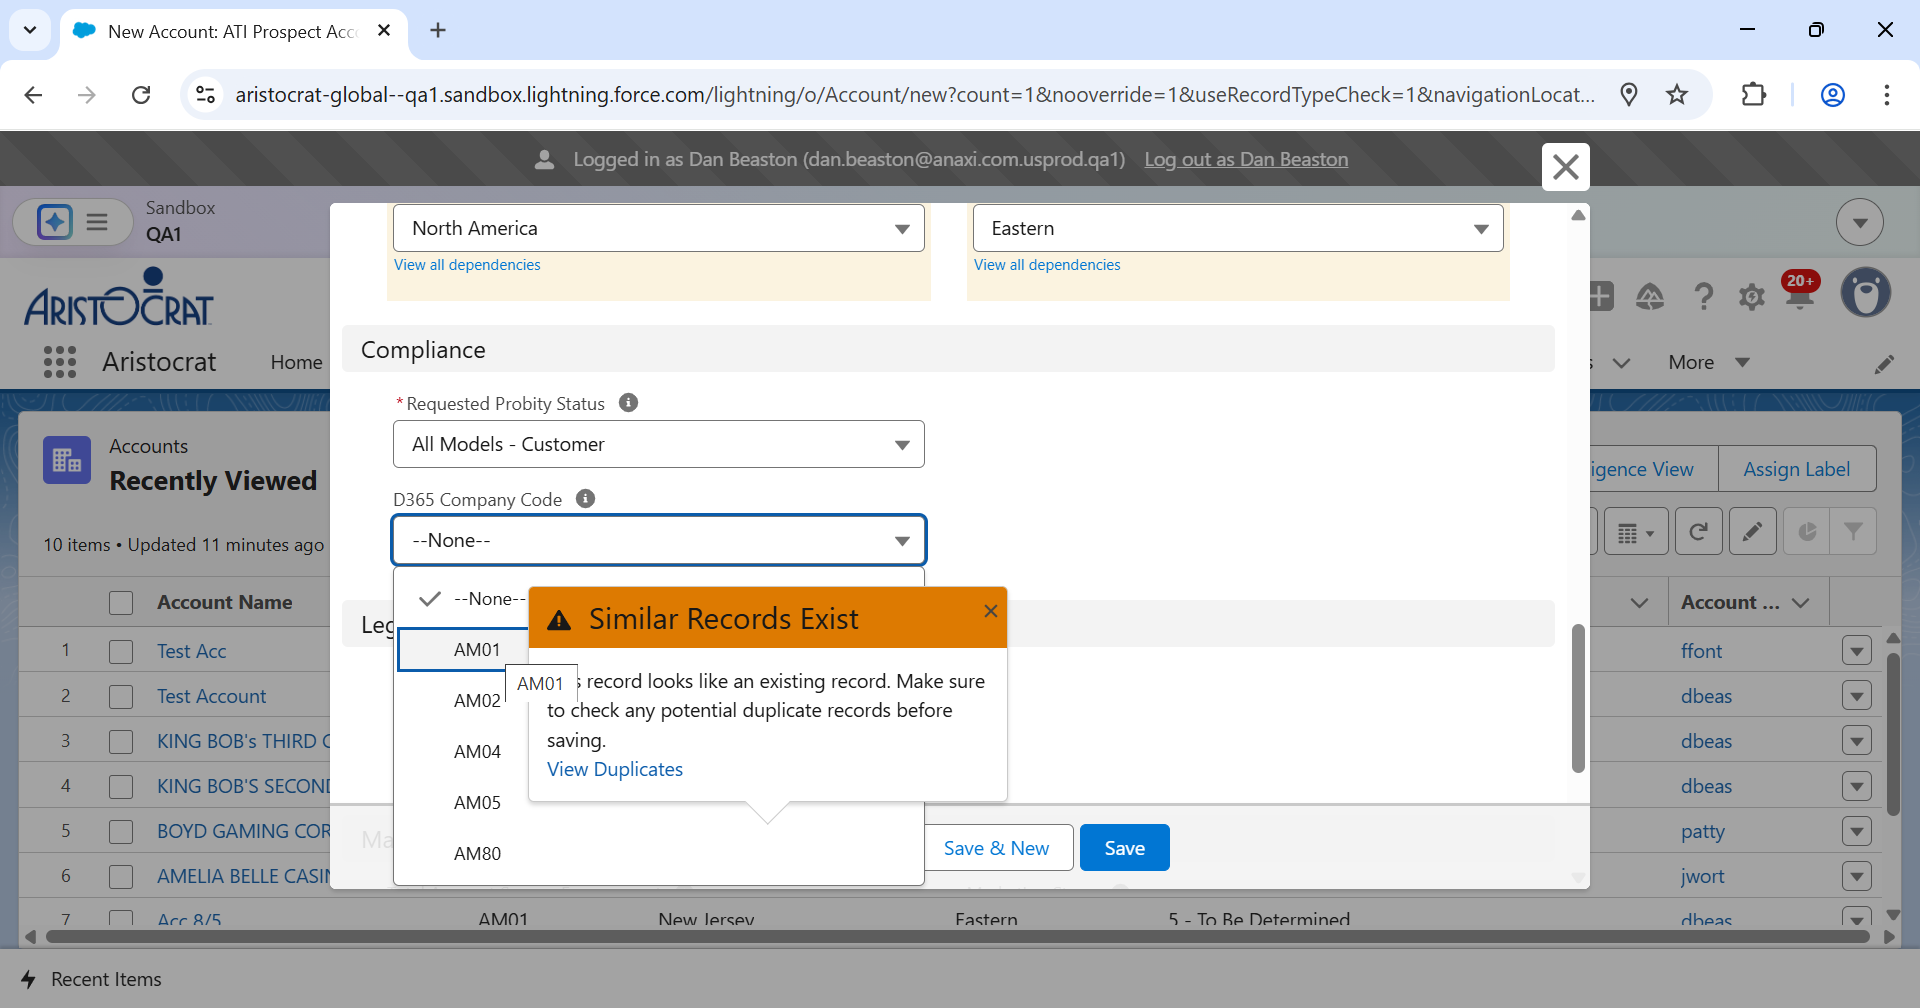 New Account: ATI Prospect Acc
aristocrat-global--qa1.sandbox.lightning.force.com/lightning/o/Account/new?count=1&nooverride=1&useRecordTypeCheck=1&navigationLocat...
Logged in as Dan Beaston (dan.beaston@anaxi.com.usprod.qa1) Log out as Dan Beaston
Sandbox
QA1
North America
Eastern
View all dependencies
View all dependencies
20+
ARISTOCRAT
Compliance
Aristocrat
Home
More
*Requested Probity Status
All Models - Customer
Accounts
Recently Viewed
igence View
Assign Label
D365 Company Code
--None--
10 items • Updated 11 minutes ago
Account Name
Account ...
--None--
AM01
AM02
AM04
AM05
AM80
AM01
Similar Records Exist
record looks like an existing record. Make sure
to check any potential duplicate records before
saving.
View Duplicates
Save & New
Save
1 Test Acc ffont
2 Test Account dbeas
3 KING BOB's THIRD dbeas
4 KING BOB'S SECOND dbeas
5 BOYD GAMING COR patty
6 AMELIA BELLE CASIN jwort
7 Acc 8/5 AM01 New Jersey Eastern 5 - To Be Determined dbeas
Recent Items